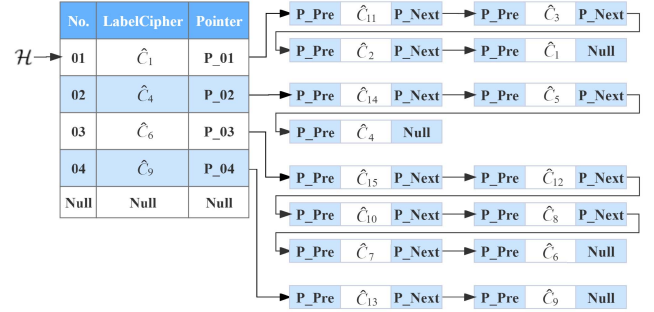 No. LabelCipher Pointer
𝓗 01 Ĉ₁ P_01
02 Ĉ₄ P_02
03 Ĉ₆ P_03
04 Ĉ₉ P_04
Null Null Null
P_Pre Ĉ₁₁ P_Next P_Pre Ĉ₃ P_Next
P_Pre Ĉ₂ P_Next P_Pre Ĉ₁ Null
P_Pre Ĉ₁₄ P_Next P_Pre Ĉ₅ P_Next
P_Pre Ĉ₄ Null
P_Pre Ĉ₁₅ P_Next P_Pre Ĉ₁₂ P_Next
P_Pre Ĉ₁₀ P_Next P_Pre Ĉ₈ P_Next
P_Pre Ĉ₇ P_Next P_Pre Ĉ₆ Null
P_Pre Ĉ₁₃ P_Next P_Pre Ĉ₉ Null